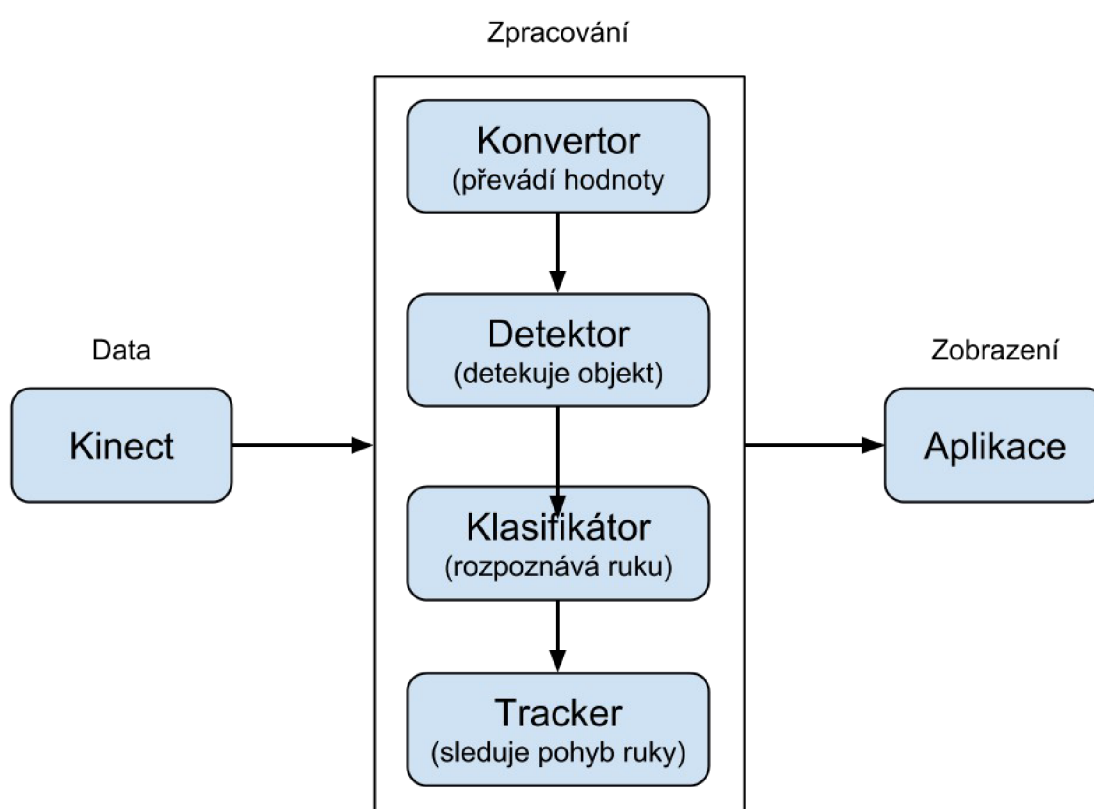 Zpracování
Konvertor
(převádí hodnoty
Detektor
(detekuje objekt)
Data
Zobrazení
Kinect
Aplikace
Klasifikátor
(rozpoznává ruku)
Tracker
(sleduje pohyb ruky)